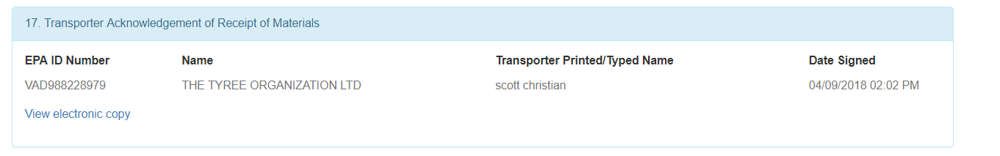 17. Transporter Acknowledgement of Receipt of Materials
EPA ID Number Name Transporter Printed/Typed Name Date Signed
VAD988228979 THE TYREE ORGANIZATION LTD scott christian 04/09/2018 02:02 PM
View electronic copy